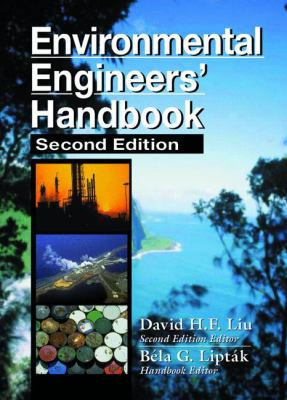 Environmental
Engineers'
Handbook
Second Edition
David H.F. Liu
Second Edition Editor
Béla G. Lipták
Handbook Editor